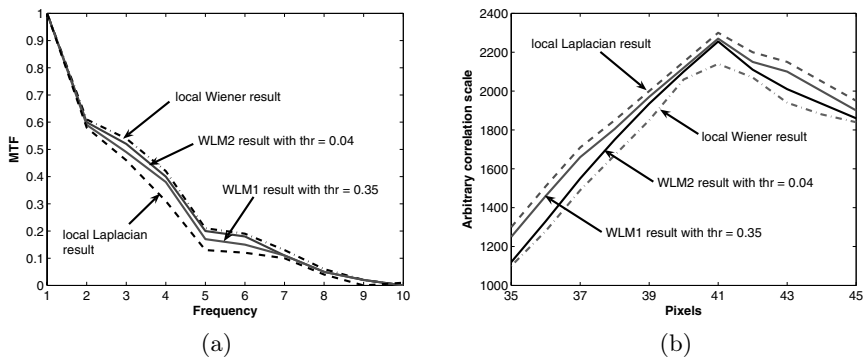 1
0.9
0.8
0.7
0.6
0.5
0.4
0.3
0.2
0.1
0
MTF
local Wiener result
WLM2 result with thr = 0.04
WLM1 result with thr = 0.35
local Laplacian
result
1 2 3 4 5 6 7 8 9 10
Frequency
(a)
2400
2200
2000
1800
1600
1400
1200
1000
Arbitrary correlation scale
local Laplacian result
local Wiener result
WLM2 result with thr = 0.04
WLM1 result with thr = 0.35
35 37 39 41 43 45
Pixels
(b)